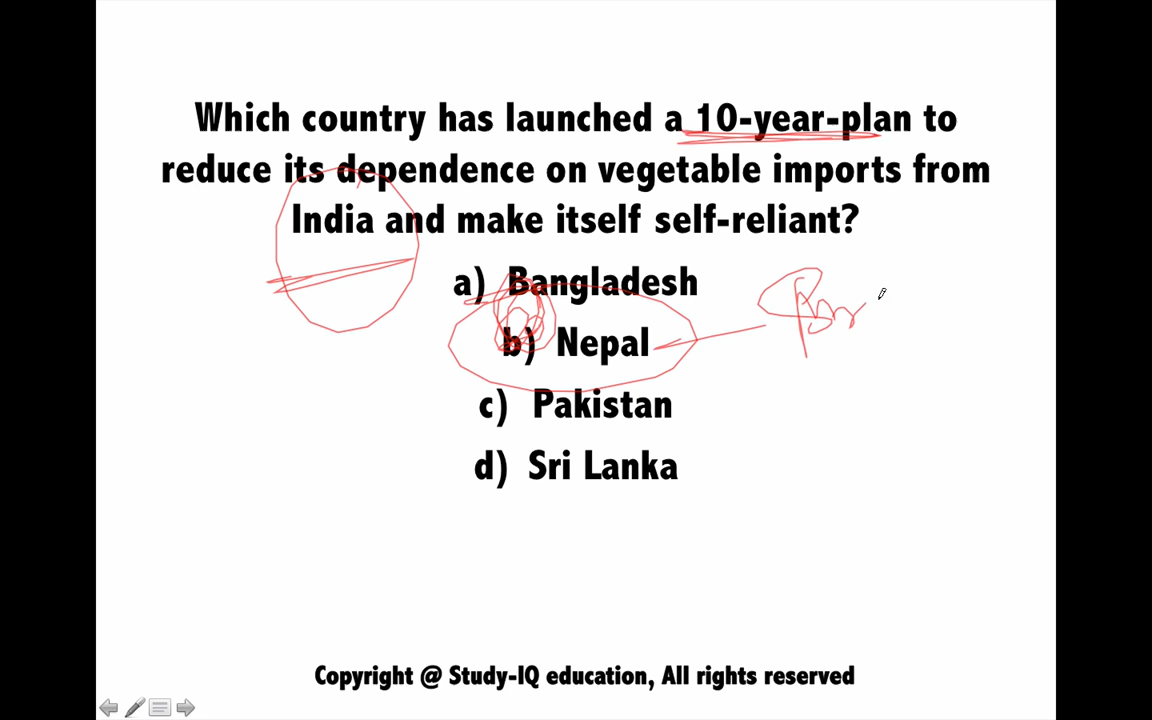 Which country has launched a 10-year-plan to
reduce its dependence on vegetable imports from
India and make itself self-reliant?
a) Bangladesh
b) Nepal
c) Pakistan
d) Sri Lanka
Copyright @ Study-IQ education, All rights reserved